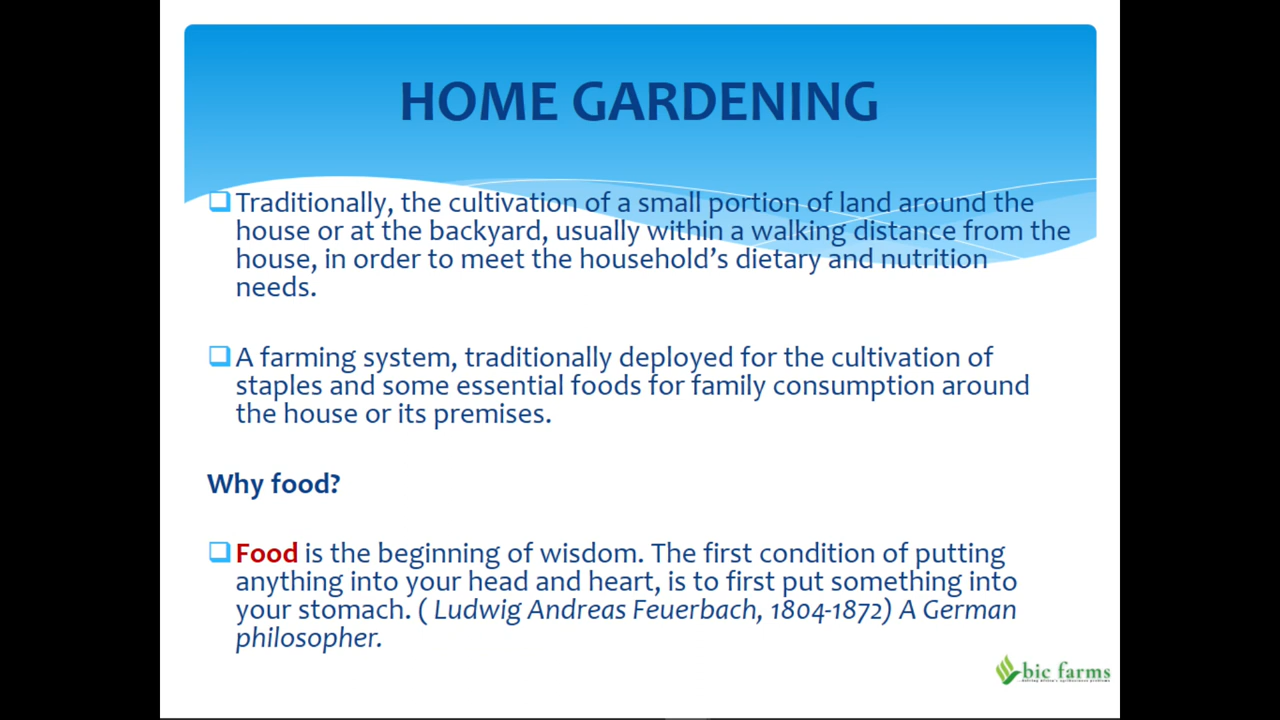 HOME GARDENING
Traditionally, the cultivation of a small portion of land around the
house or at the backyard, usually within a walking distance from the
house, in order to meet the household’s dietary and nutrition
needs.
A farming system, traditionally deployed for the cultivation of
staples and some essential foods for family consumption around
the house or its premises.
Why food?
Food is the beginning of wisdom. The first condition of putting
anything into your head and heart, is to first put something into
your stomach. ( Ludwig Andreas Feuerbach, 1804-1872) A German
philosopher.
bic farms